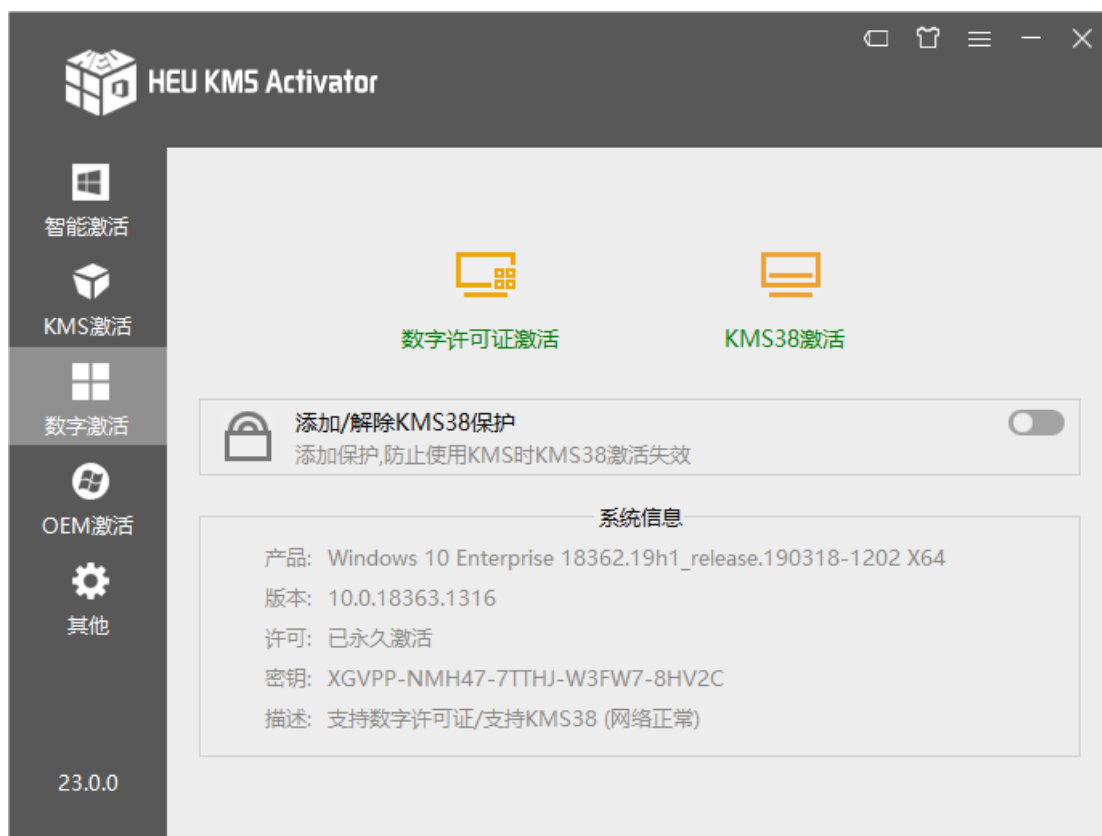 HEU KMS Activator
智能激活
KMS激活
数字激活
OEM激活
其他
23.0.0
数字许可证激活
KMS38激活
添加/解除KMS38保护
添加保护,防止使用KMS时KMS38激活失效
系统信息
产品: Windows 10 Enterprise 18362.19h1_release.190318-1202 X64
版本: 10.0.18363.1316
许可: 已永久激活
密钥: XGVPP-NMH47-7TTHJ-W3FW7-8HV2C
描述: 支持数字许可证/支持KMS38 (网络正常)